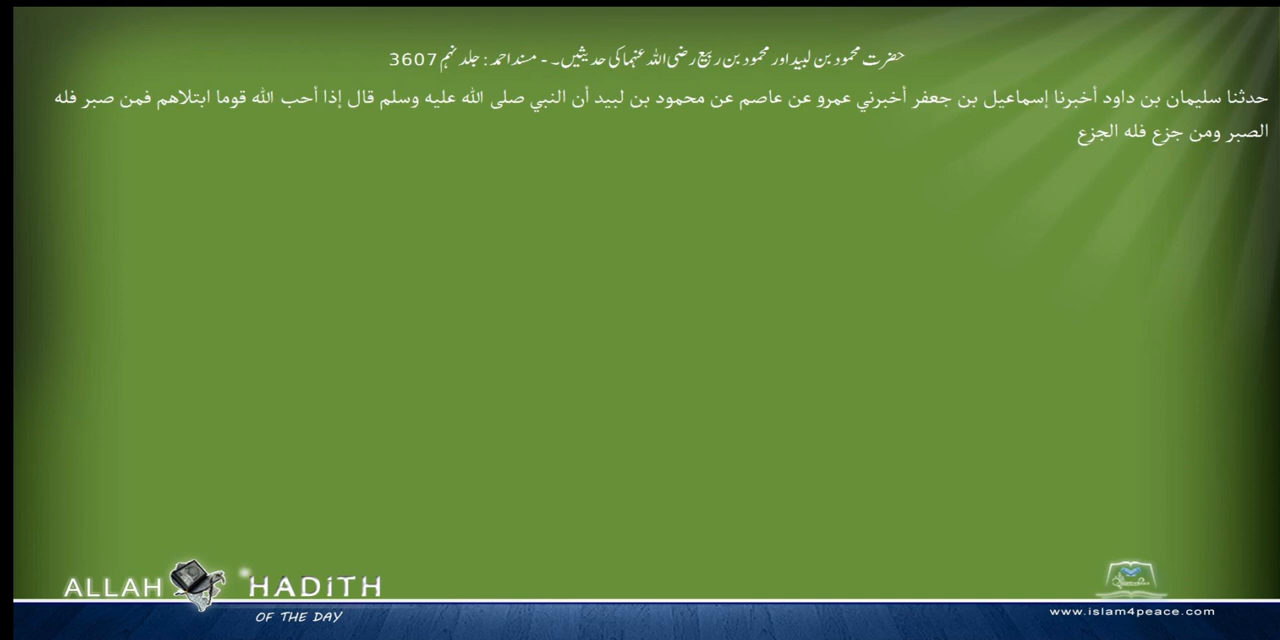 حضرت محمود بن لبید اور محمود بن ربیع رضی اللہ عنہما کی حدیثیں۔ - مسند احمد : جلد نہم 3607
حدثنا سليمان بن داود أخبرنا إسماعيل بن جعفر أخبرني عمرو عن عاصم عن محمود بن لبيد أن النبي صلى الله عليه وسلم قال إذا أحب الله قوما ابتلاهم فمن صبر فله
الصبر ومن جزع فله الجزع
ALLAH HADiTH
OF THE DAY
www.islam4peace.com